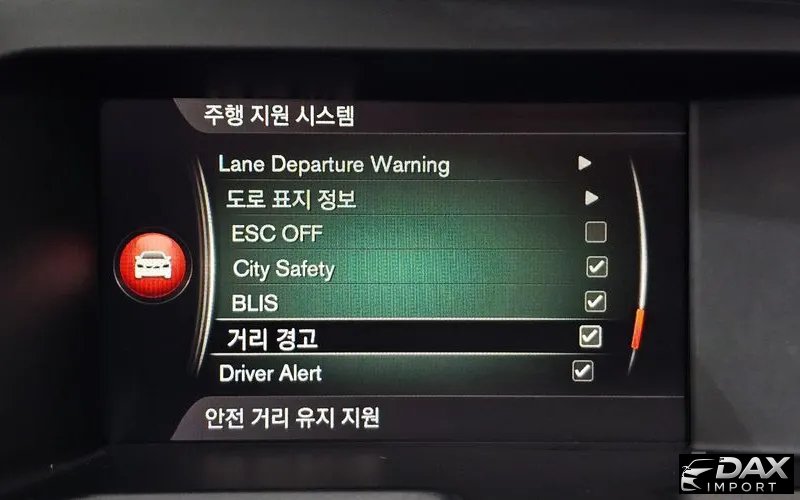 주행 지원 시스템
Lane Departure Warning
도로 표지 정보
ESC OFF
City Safety
BLIS
거리 경고
Driver Alert
안전 거리 유지 지원
DAX
IMPORT